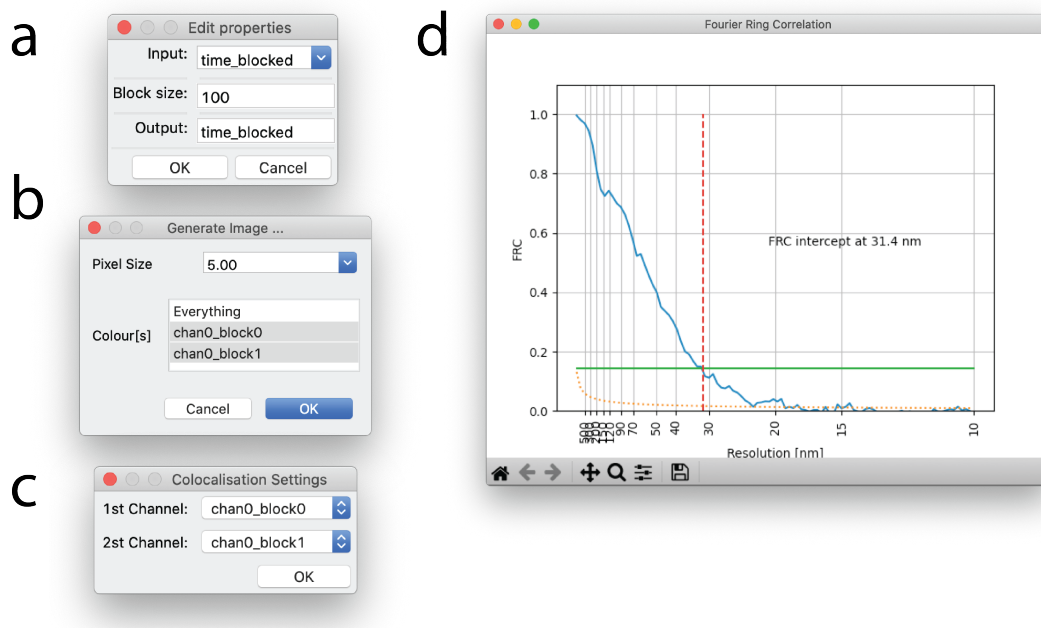 a
Edit properties
Input: time_blocked
Block size: 100
Output: time_blocked
OK Cancel
b
Generate Image ...
Pixel Size 5.00
Everything
Colour[s] chan0_block0
chan0_block1
Cancel OK
c
Colocalisation Settings
1st Channel: chan0_block0
2st Channel: chan0_block1
OK
d
Fourier Ring Correlation
1.0
0.8
0.6
0.4
0.2
0.0
FRC
FRC intercept at 31.4 nm
500 200 120 90 70 50 40 30 20 15 10
Resolution [nm]